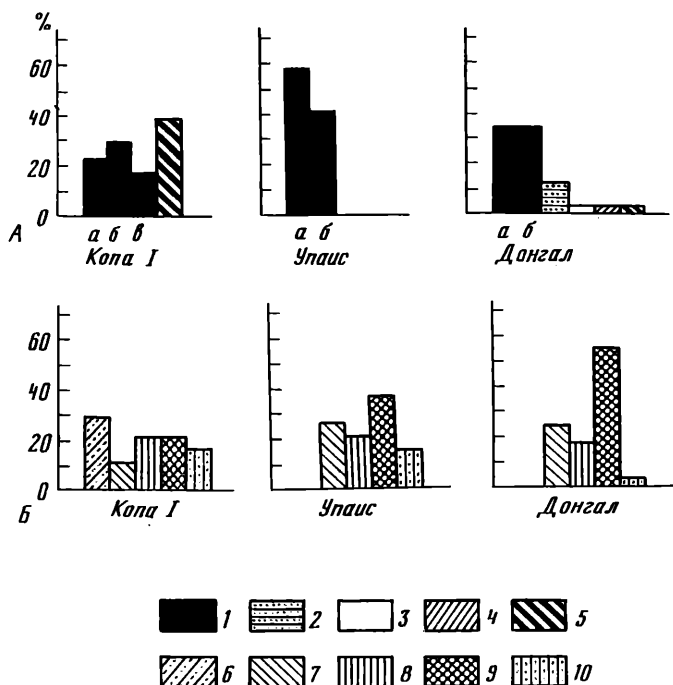 %
60
40
20
0
А
а б в
Копа I
а б
Упаис
а б
Донгал
60
40
20
0
Б
Копа I
Упаис
Донгал
1 2 3 4 5
6 7 8 9 10